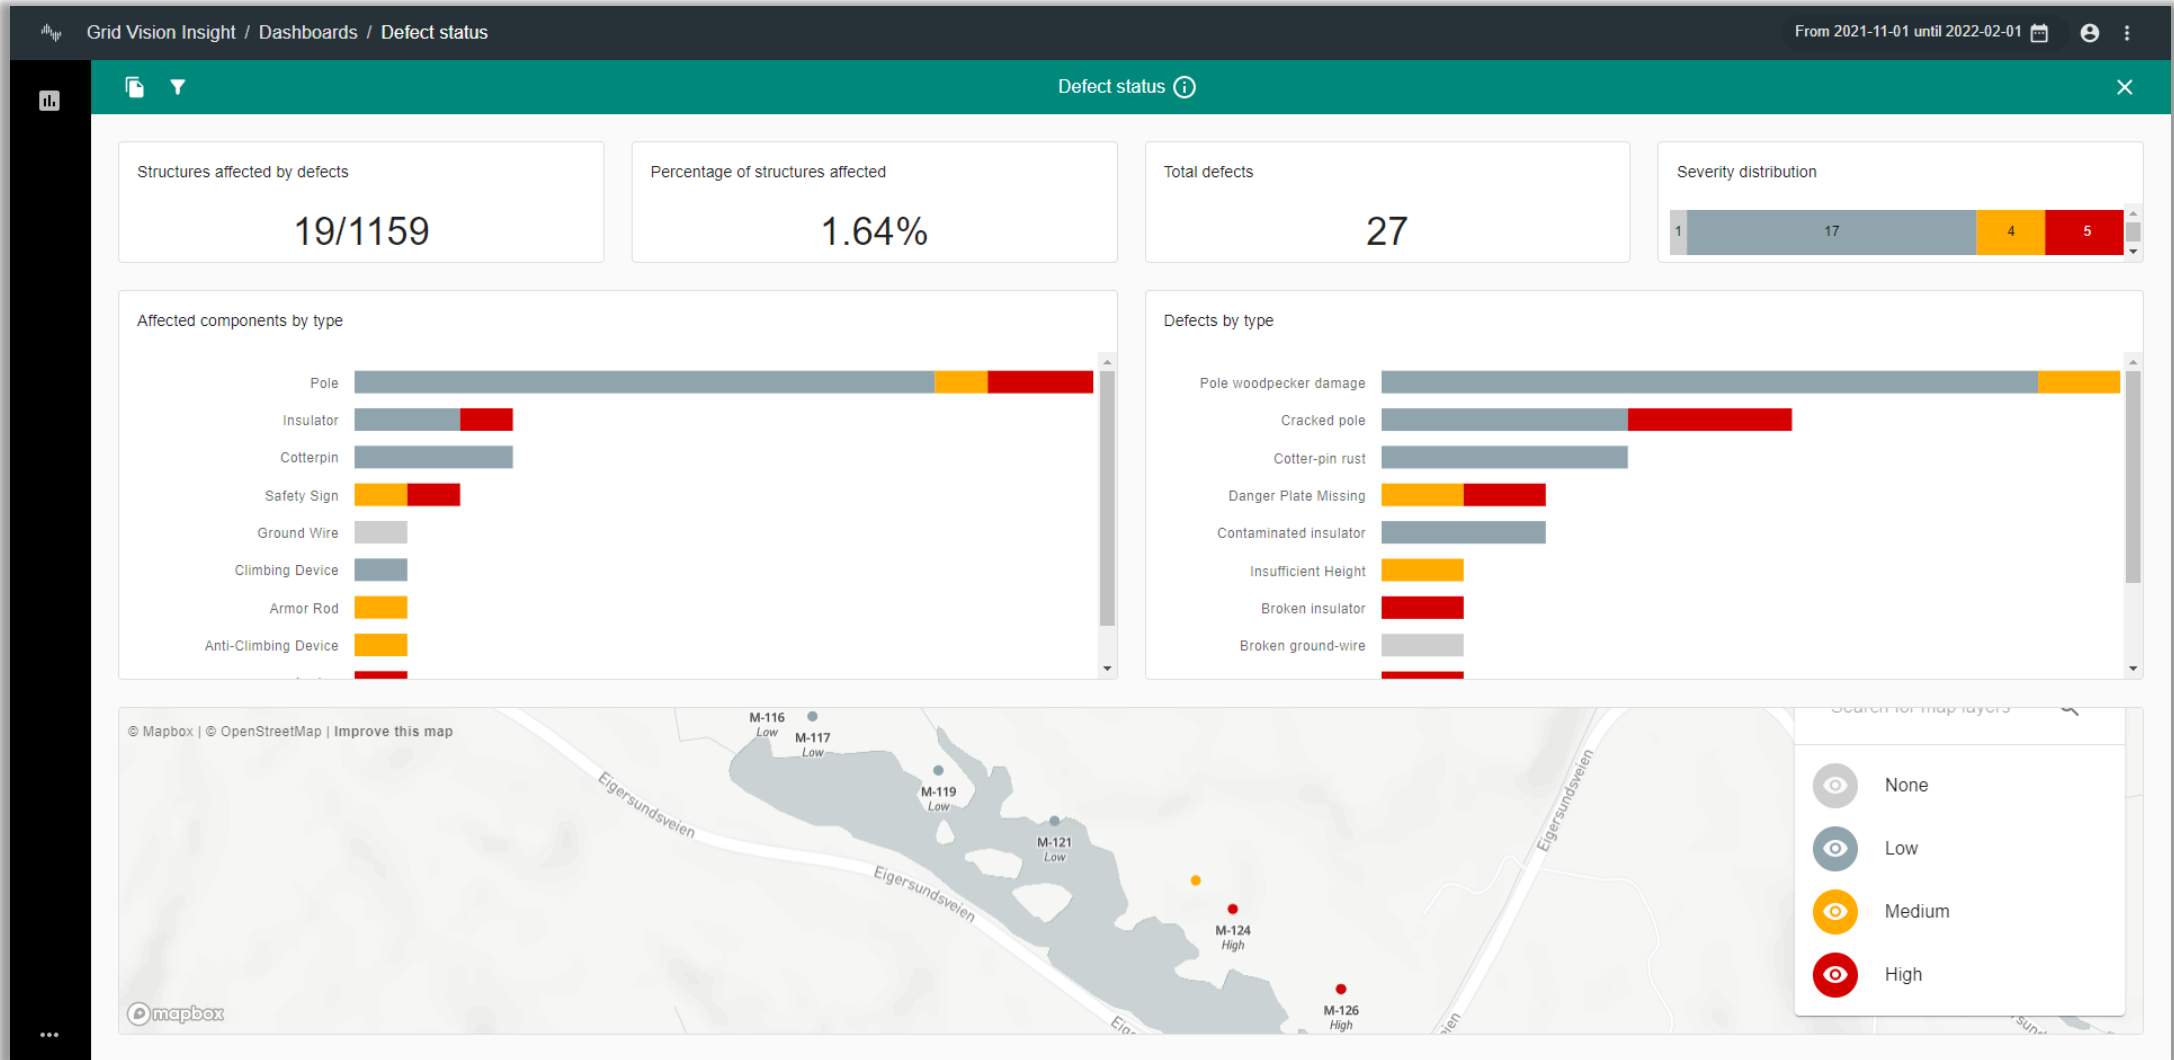 Grid Vision Insight / Dashboards / Defect status
From 2021-11-01 until 2022-02-01
Defect status
Structures affected by defects
19/1159
Percentage of structures affected
1.64%
Total defects
27
Severity distribution
1 17 4 5
Affected components by type
Pole
Insulator
Cotterpin
Safety Sign
Ground Wire
Climbing Device
Armor Rod
Anti-Climbing Device
Defects by type
Pole woodpecker damage
Cracked pole
Cotter-pin rust
Danger Plate Missing
Contaminated insulator
Insufficient Height
Broken insulator
Broken ground-wire
© Mapbox | © OpenStreetMap | Improve this map
M-116
Low
M-117
Low
M-119
Low
M-121
Low
M-124
High
M-126
High
Eigersundsveien
Eigersundsveien
Eigersundsveien
Search for map layers
None
Low
Medium
High
mapbox